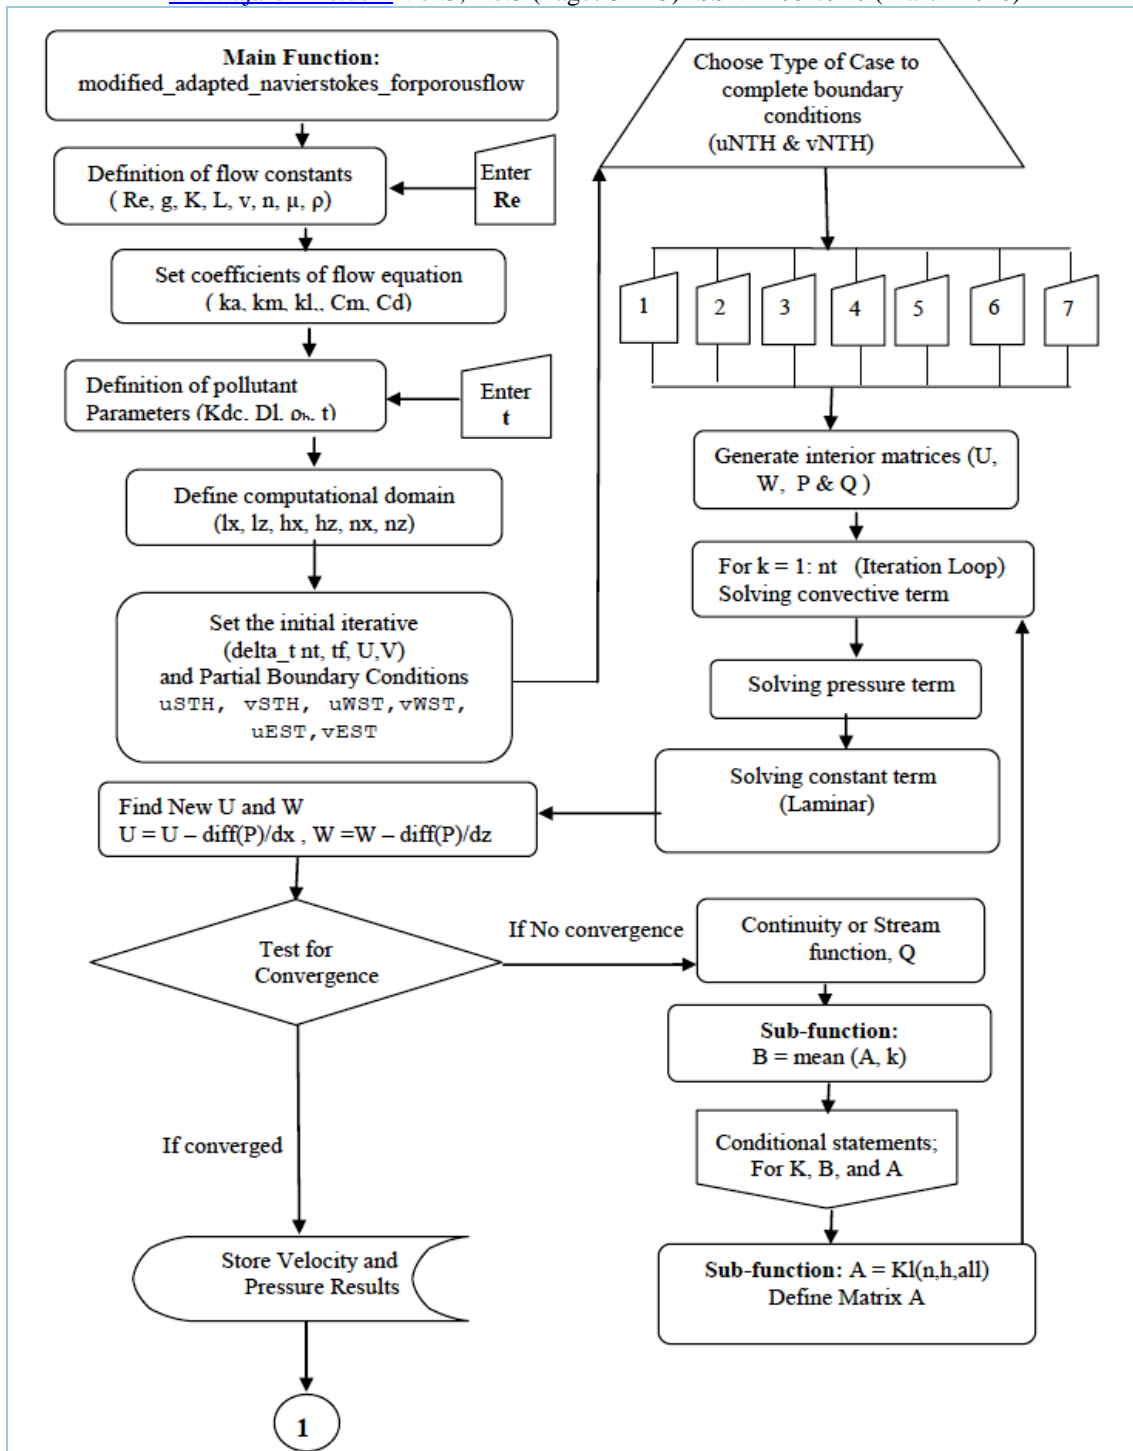 Main Function:
modified_adapted_navierstokes_forporousflow
Definition of flow constants
( Re, g, K, L, v, n, μ, ρ)
Enter
Re
Set coefficients of flow equation
( ka, km, kl,, Cm, Cd)
Definition of pollutant
Parameters (Kdc, Dl, ρb, t)
Enter
t
Define computational domain
(lx, lz, hx, hz, nx, nz)
Set the initial iterative
(delta_t nt, tf, U,V)
and Partial Boundary Conditions
uSTH, vSTH, uWST,vWST,
uEST,vEST
Choose Type of Case to
complete boundary
conditions
(uNTH & vNTH)
1 2 3 4 5 6 7
Generate interior matrices (U,
W, P & Q )
For k = 1: nt (Iteration Loop)
Solving convective term
Solving pressure term
Solving constant term
(Laminar)
Find New U and W
U = U – diff(P)/dx , W =W – diff(P)/dz
Test for
Convergence
If No convergence
Continuity or Stream
function, Q
Sub-function:
B = mean (A, k)
Conditional statements;
For K, B, and A
Sub-function: A = Kl(n,h,all)
Define Matrix A
If converged
Store Velocity and
Pressure Results
1